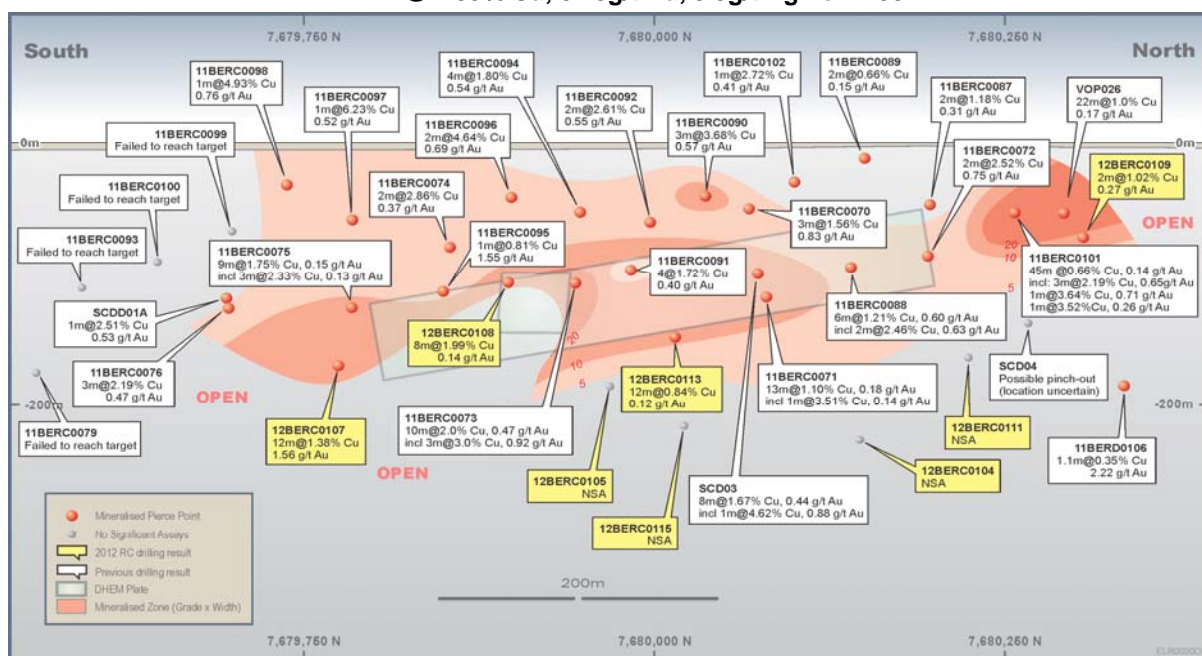 South
7,679,760 N
7,680,000 N
7,680,260 N
North
11BERC0098
1m@4.93% Cu
0.76 g/t Au
11BERC0097
1m@6.23% Cu
0.52 g/t Au
11BERC0094
4m@1.80% Cu
0.54 g/t Au
11BERC0096
2m@4.64% Cu
0.69 g/t Au
11BERC0092
2m@2.61% Cu
0.55 g/t Au
11BERC0090
3m@3.68% Cu
0.57 g/t Au
11BERC0102
1m@2.72% Cu
0.41 g/t Au
11BERC0089
2m@0.66% Cu
0.15 g/t Au
11BERC0087
2m@1.18% Cu
0.31 g/t Au
VOP026
22m@1.0% Cu
0.17 g/t Au
11BERC0072
2m@2.52% Cu
0.75 g/t Au
12BERC0109
2m@1.02% Cu
0.27 g/t Au
0m
0m
11BERC0099
Failed to reach target
11BERC0100
Failed to reach target
11BERC0093
Failed to reach target
11BERC0074
2m@2.86% Cu
0.37 g/t Au
11BERC0095
1m@0.81% Cu
1.55 g/t Au
11BERC0075
9m@1.75% Cu, 0.15 g/t Au
incl 3m@2.33% Cu, 0.13 g/t Au
11BERC0070
3m@1.56% Cu
0.83 g/t Au
11BERC0091
4@1.72% Cu
0.40 g/t Au
OPEN
20
10
5
11BERC0101
45m @0.66% Cu, 0.14 g/t Au
incl: 3m@2.19% Cu, 0.65g/t Au
1m@3.64% Cu, 0.71 g/t Au
1m@3.52%Cu, 0.26 g/t Au
SCDD01A
1m@2.51% Cu
0.53 g/t Au
11BERC0088
6m@1.21% Cu, 0.60 g/t Au
incl 2m@2.46% Cu, 0.63 g/t Au
12BERC0108
8m@1.99% Cu
0.14 g/t Au
20
10
5
11BERC0076
3m@2.19% Cu
0.47 g/t Au
OPEN
12BERC0113
12m@0.84% Cu
0.12 g/t Au
11BERC0071
13m@1.10% Cu, 0.18 g/t Au
incl 1m@3.51% Cu, 0.14 g/t Au
SCD04
Possible pinch-out
(location uncertain)
-200m
-200m
11BERC0079
Failed to reach target
12BERC0107
12m@1.38% Cu
1.56 g/t Au
11BERC0073
10m@2.0% Cu, 0.47 g/t Au
incl 3m@3.0% Cu, 0.92 g/t Au
OPEN
12BERC0111
NSA
11BERD0106
1.1m@0.35% Cu
2.22 g/t Au
12BERC0105
NSA
12BERC0104
NSA
SCD03
8m@1.67% Cu, 0.44 g/t Au
incl 1m@4.62% Cu, 0.88 g/t Au
12BERC0115
NSA
Mineralised Pierce Point
No Significant Assays
2012 RC drilling result
Previous drilling result
DHEM Plate
Mineralised Zone (Grade x Width)
200m
7,679,760 N
7,680,000 N
7,680,260 N